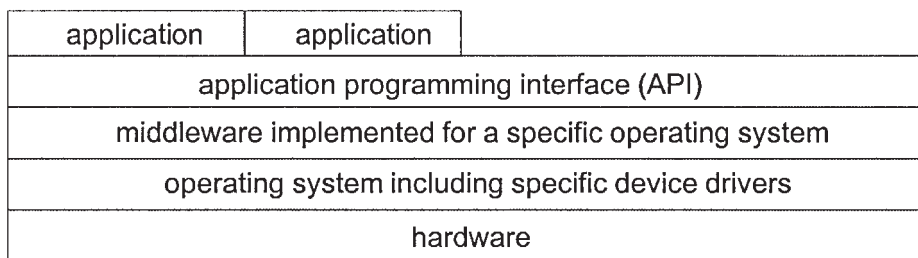 application application
application programming interface (API)
middleware implemented for a specific operating system
operating system including specific device drivers
hardware